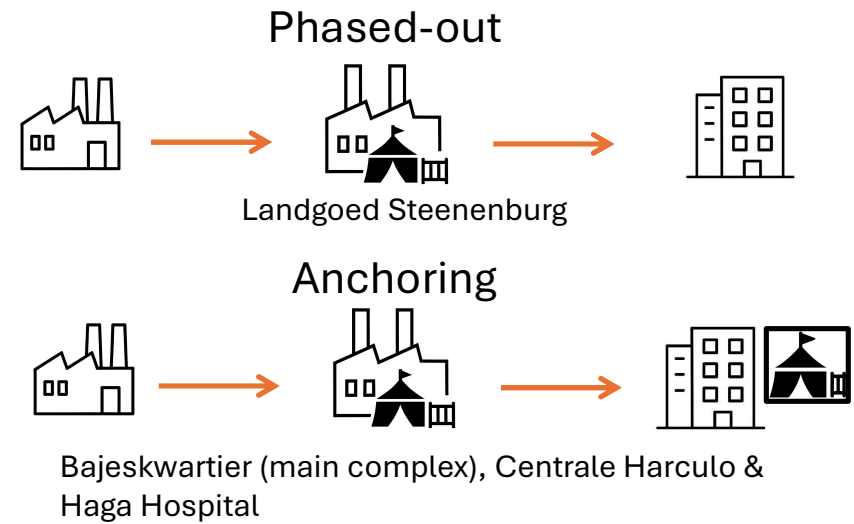 Phased-out
Landgoed Steenenburg
Anchoring
Bajeskwartier (main complex), Centrale Harculo &
Haga Hospital